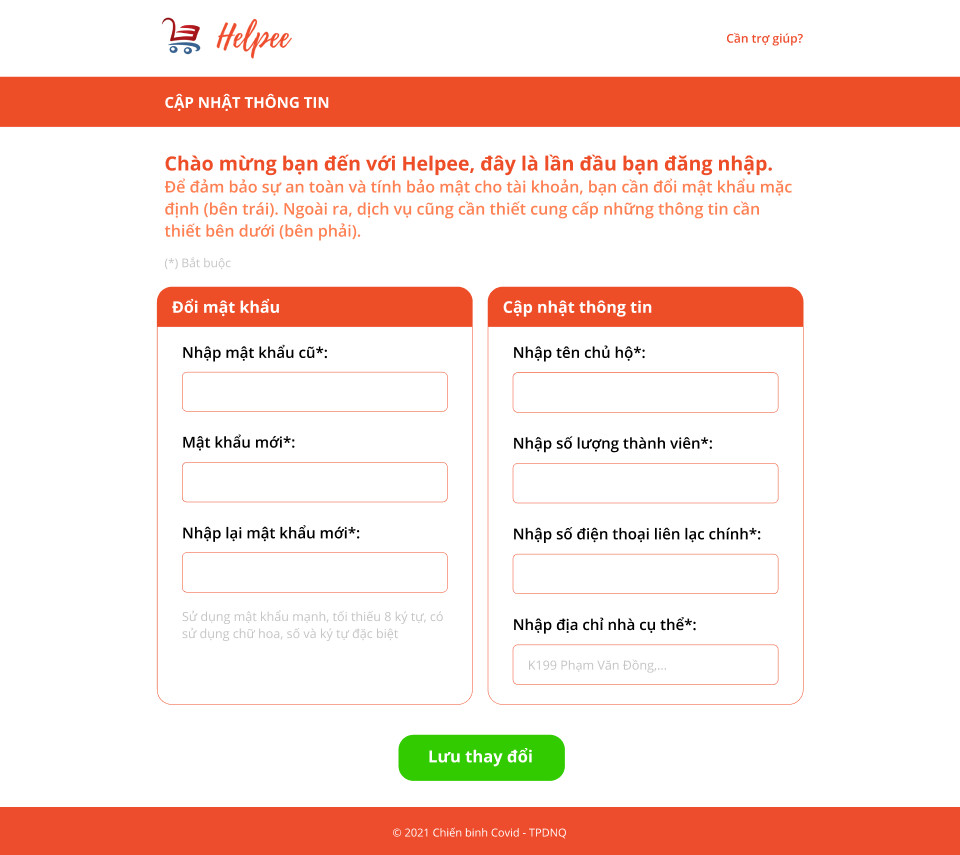 Helpee
Cần trợ giúp?
CẬP NHẬT THÔNG TIN
Chào mừng bạn đến với Helpee, đây là lần đầu bạn đăng nhập.
Để đảm bảo sự an toàn và tính bảo mật cho tài khoản, bạn cần đổi mật khẩu mặc
định (bên trái). Ngoài ra, dịch vụ cũng cần thiết cung cấp những thông tin cần
thiết bên dưới (bên phải).
(*) Bắt buộc
Đổi mật khẩu
Nhập mật khẩu cũ*:
Mật khẩu mới*:
Nhập lại mật khẩu mới*:
Sử dụng mật khẩu mạnh, tối thiểu 8 ký tự, có
sử dụng chữ hoa, số và ký tự đặc biệt
Cập nhật thông tin
Nhập tên chủ hộ*:
Nhập số lượng thành viên*:
Nhập số điện thoại liên lạc chính*:
Nhập địa chỉ nhà cụ thể*:
K199 Phạm Văn Đồng,...
Lưu thay đổi
© 2021 Chiến binh Covid - TPDNQ